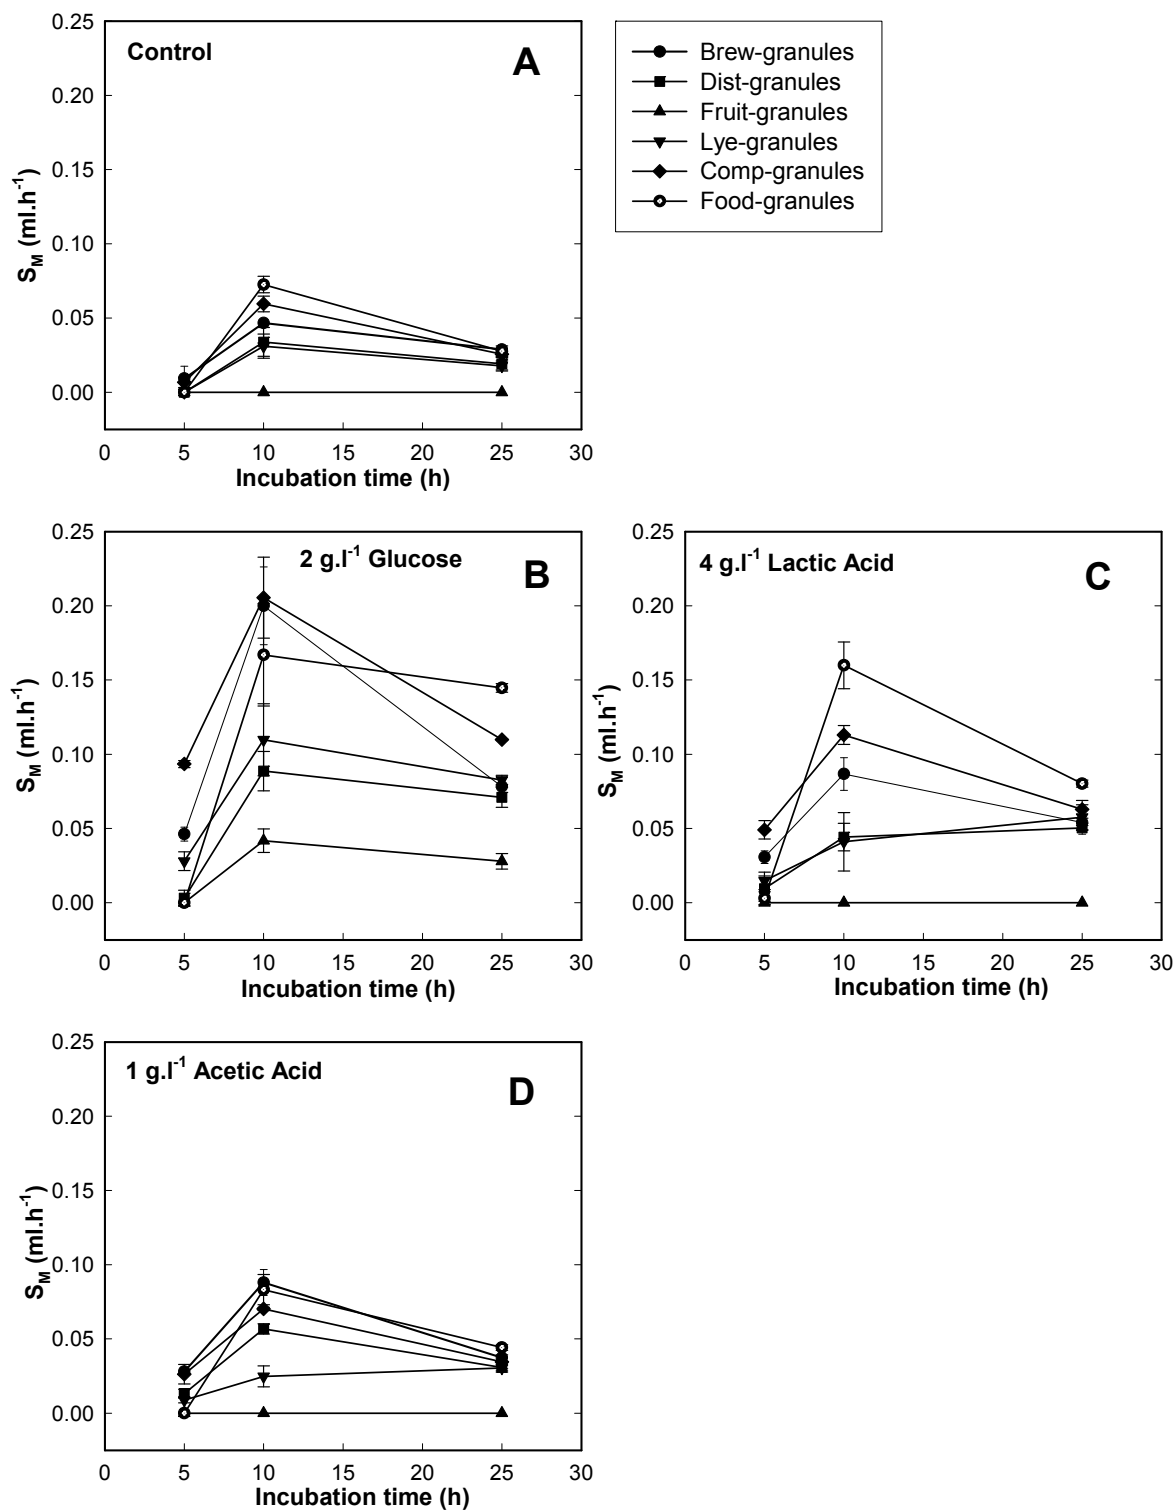 Control
A
0.25
0.20
0.15
0.10
0.05
0.00
S_M (ml.h⁻¹)
0 5 10 15 20 25 30
Incubation time (h)
Brew-granules
Dist-granules
Fruit-granules
Lye-granules
Comp-granules
Food-granules
2 g.l⁻¹ Glucose
B
0.25
0.20
0.15
0.10
0.05
0.00
S_M (ml.h⁻¹)
0 5 10 15 20 25 30
Incubation time (h)
4 g.l⁻¹ Lactic Acid
C
0.25
0.20
0.15
0.10
0.05
0.00
S_M (ml.h⁻¹)
0 5 10 15 20 25 30
Incubation time (h)
1 g.l⁻¹ Acetic Acid
D
0.25
0.20
0.15
0.10
0.05
0.00
S_M (ml.h⁻¹)
0 5 10 15 20 25 30
Incubation time (h)